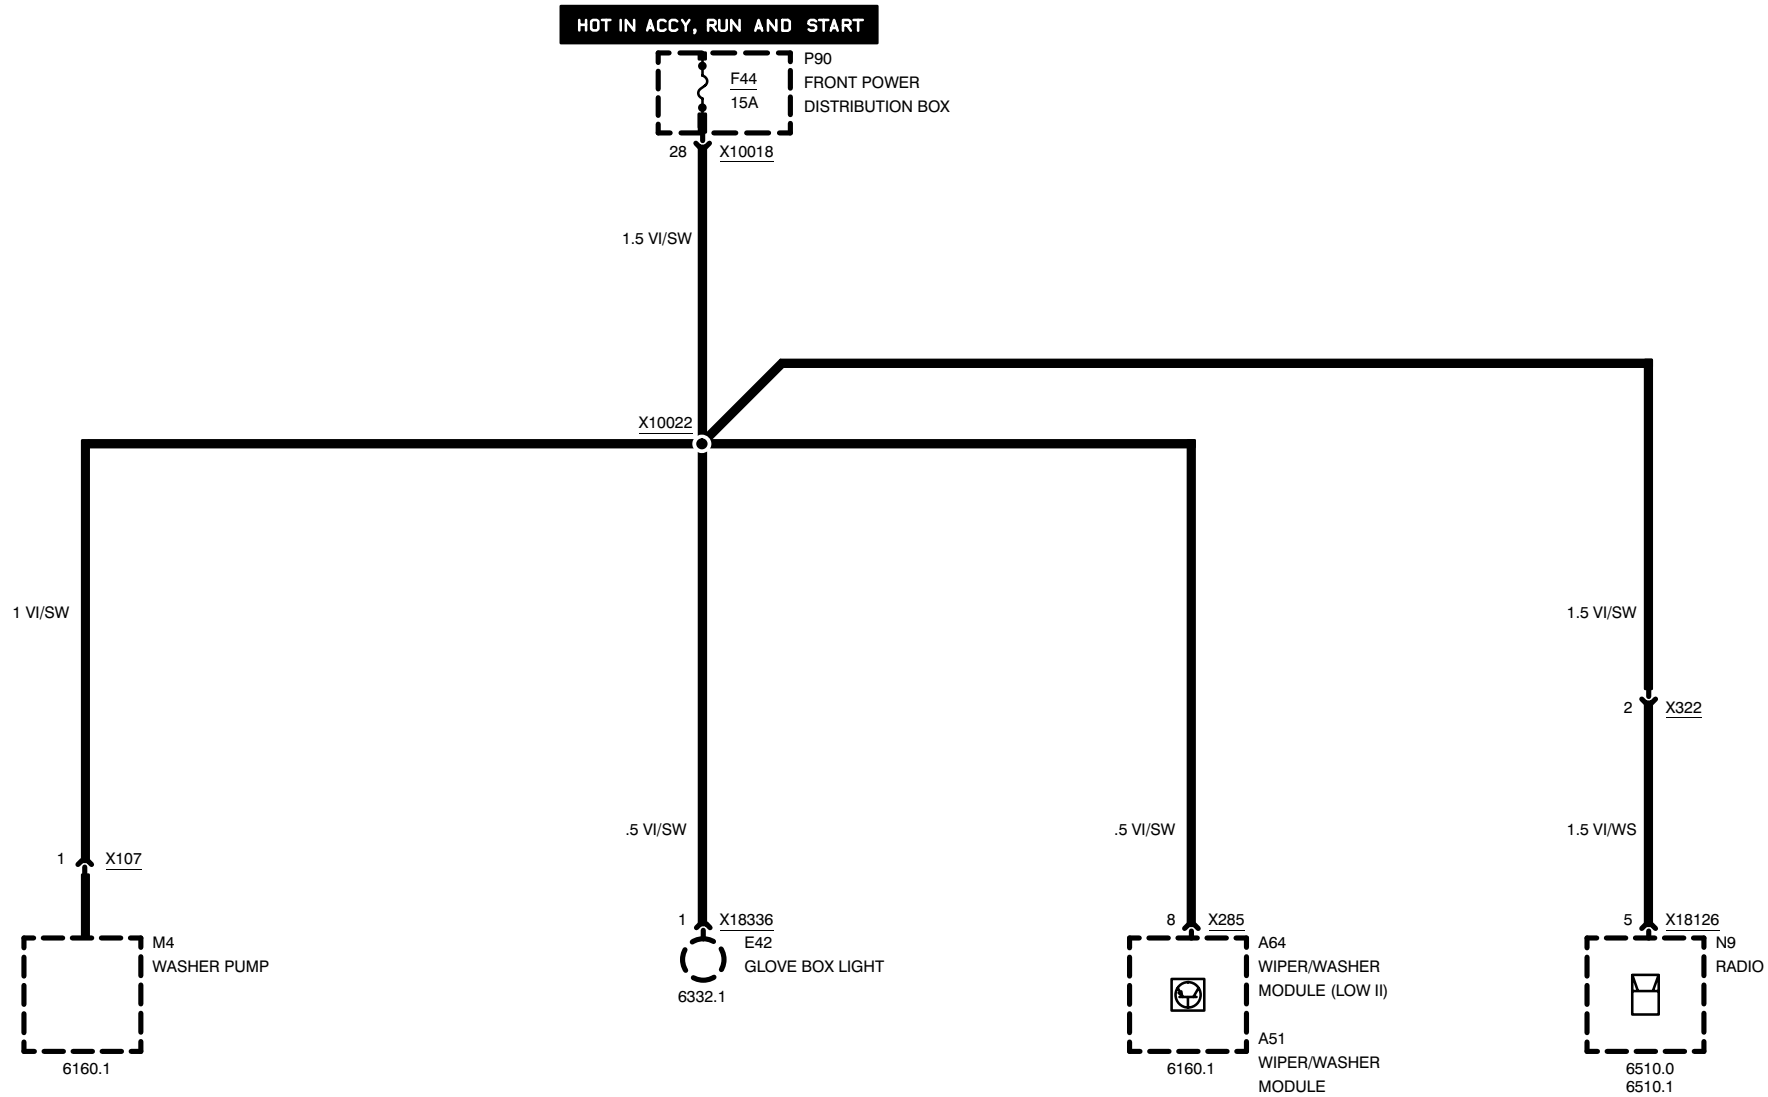 HOT IN ACCY, RUN AND START
P90
FRONT POWER
DISTRIBUTION BOX
F44
15A
28
X10018
1.5 VI/SW
X10022
1 VI/SW
1.5 VI/SW
2
X322
.5 VI/SW
.5 VI/SW
1.5 VI/WS
1
X107
1
X18336
8
X285
5
X18126
M4
WASHER PUMP
6160.1
E42
GLOVE BOX LIGHT
6332.1
A64
WIPER/WASHER
MODULE (LOW II)
A51
WIPER/WASHER
MODULE
6160.1
N9
RADIO
6510.0
6510.1